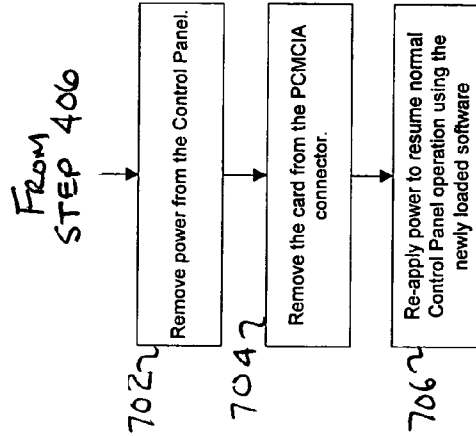 FROM
STEP 406
702
Remove power from the Control Panel.
704
Remove the card from the PCMCIA
connector.
706
Re-apply power to resume normal
Control Panel operation using the
newly loaded software